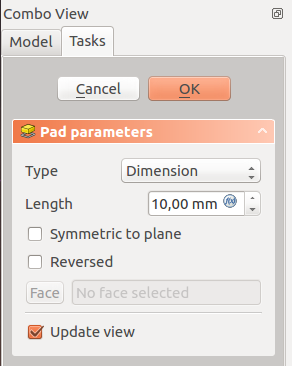 Combo View
Model Tasks
Cancel OK
Pad parameters
Type Dimension
Length 10,00 mm f(x)
Symmetric to plane
Reversed
Face No face selected
Update view